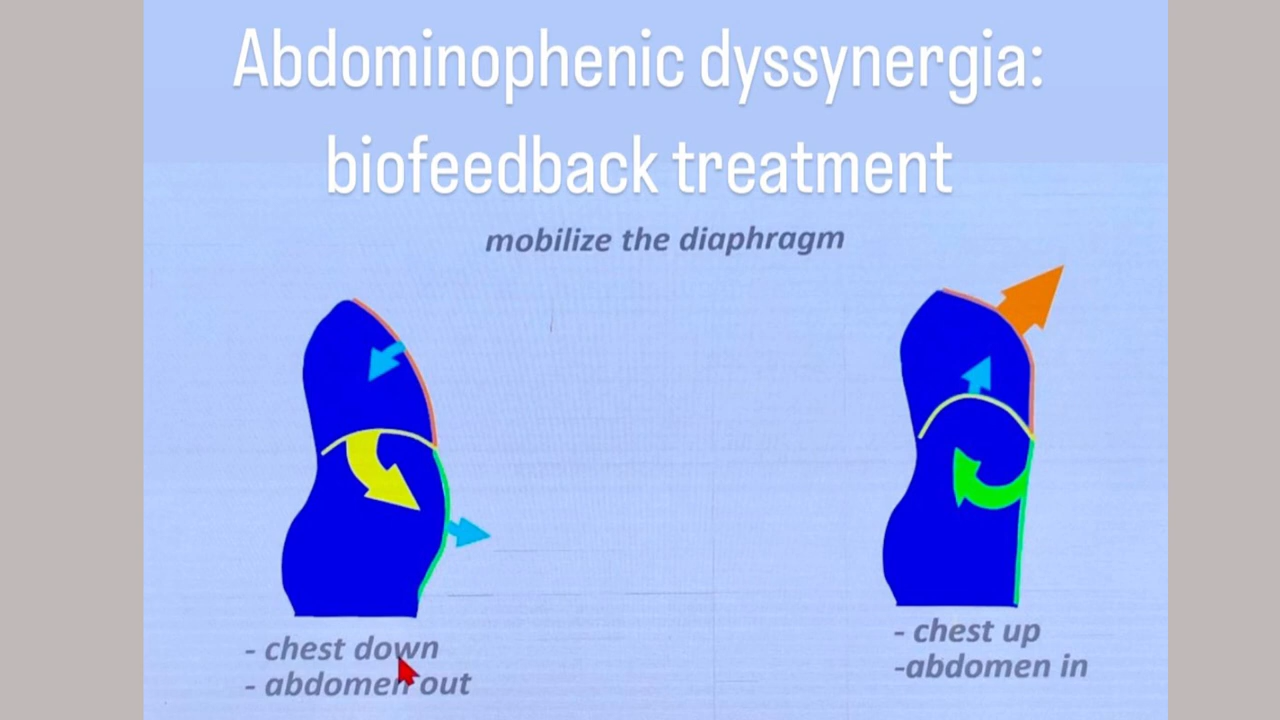 Abdominophenic dyssynergia:
biofeedback treatment
mobilize the diaphragm
- chest down
- abdomen out
- chest up
-abdomen in